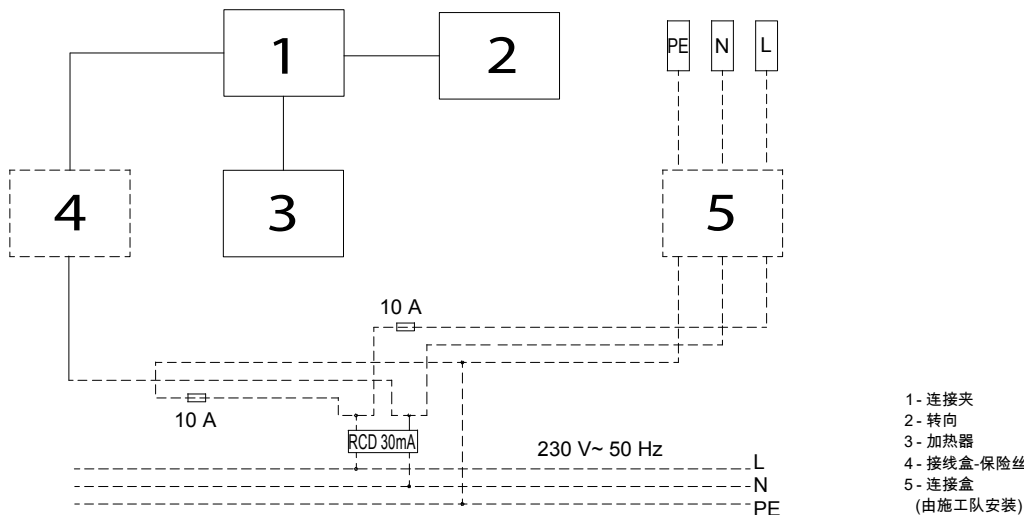 1
2
PE
N
L
4
3
5
10 A
10 A
RCD 30mA
230 V~ 50 Hz
L
N
PE
1 - 连接夹
2 - 转向
3 - 加热器
4 - 接线盒-保险丝
5 - 连接盒
(由施工队安装)